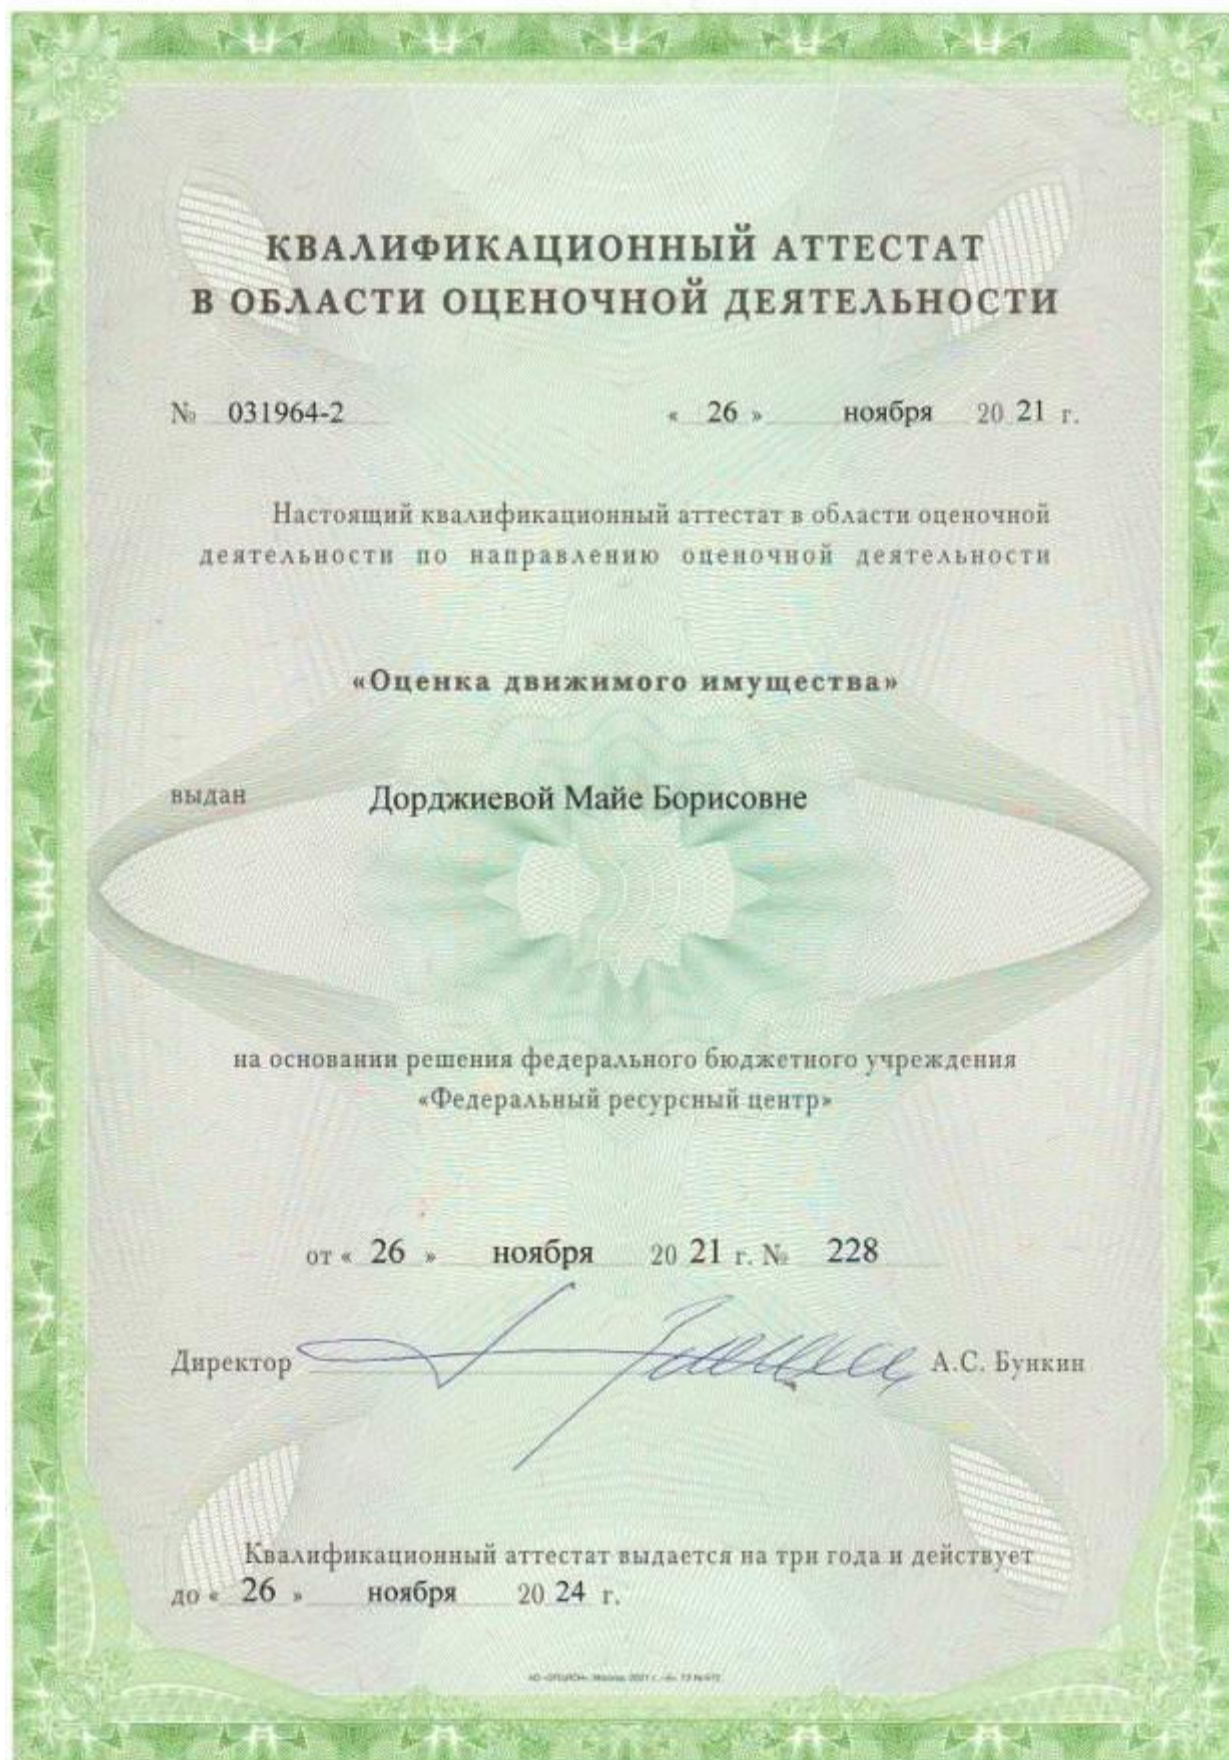 КВАЛИФИКАЦИОННЫЙ АТТЕСТАТ
В ОБЛАСТИ ОЦЕНОЧНОЙ ДЕЯТЕЛЬНОСТИ
№ 031964-2 « 26 » ноября 20 21 г.
Настоящий квалификационный аттестат в области оценочной
деятельности по направлению оценочной деятельности
«Оценка движимого имущества»
выдан Дорджиевой Майе Борисовне
на основании решения федерального бюджетного учреждения
«Федеральный ресурсный центр»
от « 26 » ноября 20 21 г. № 228
Директор А.С. Бункин
Квалификационный аттестат выдается на три года и действует
до « 26 » ноября 20 24 г.